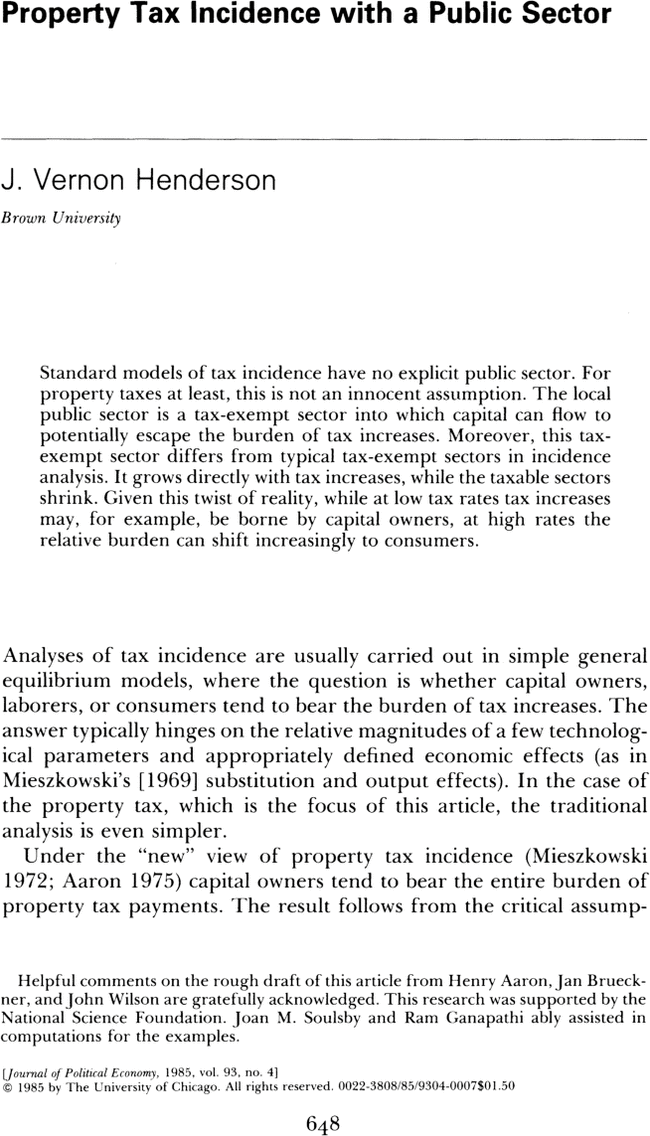 Property Tax Incidence with a Public Sector
J. Vernon Henderson
Brown University
Standard models of tax incidence have no explicit public sector. For
property taxes at least, this is not an innocent assumption. The local
public sector is a tax-exempt sector into which capital can flow to
potentially escape the burden of tax increases. Moreover, this tax-
exempt sector differs from typical tax-exempt sectors in incidence
analysis. It grows directly with tax increases, while the taxable sectors
shrink. Given this twist of reality, while at low tax rates tax increases
may, for example, be borne by capital owners, at high rates the
relative burden can shift increasingly to consumers.
Analyses of tax incidence are usually carried out in simple general
equilibrium models, where the question is whether capital owners,
laborers, or consumers tend to bear the burden of tax increases. The
answer typically hinges on the relative magnitudes of a few technolog-
ical parameters and appropriately defined economic effects (as in
Mieszkowski's [1969] substitution and output effects). In the case of
the property tax, which is the focus of this article, the traditional
analysis is even simpler.
Under the “new” view of property tax incidence (Mieszkowski
1972; Aaron 1975) capital owners tend to bear the entire burden of
property tax payments. The result follows from the critical assump-
Helpful comments on the rough draft of this article from Henry Aaron, Jan Brueck-
ner, and John Wilson are gratefully acknowledged. This research was supported by the
National Science Foundation. Joan M. Soulsby and Ram Ganapathi ably assisted in
computations for the examples.
[Journal of Political Economy, 1985, vol. 93, no. 4]
© 1985 by The University of Chicago. All rights reserved. 0022-3808/85/9304-0007$01.50
648